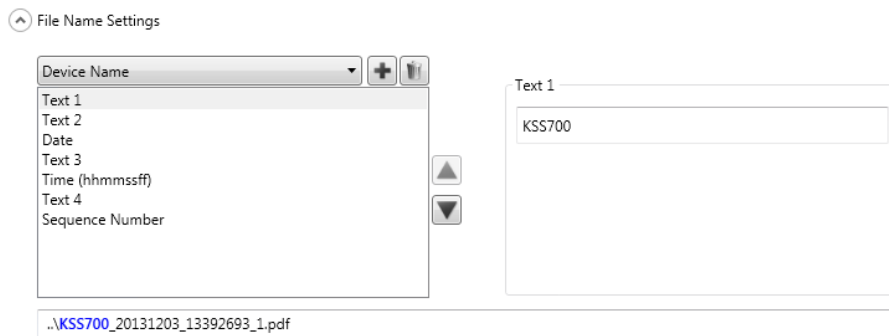 File Name Settings
Device Name
Text 1
Text 2
Date
Text 3
Time (hhmmssff)
Text 4
Sequence Number
Text 1
KSS700
..\KSS700_20131203_13392693_1.pdf